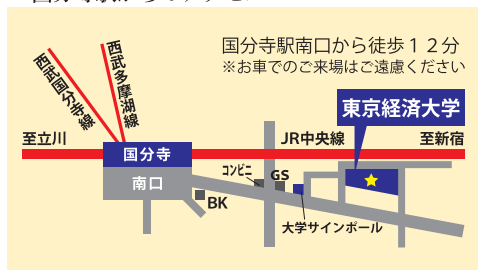 国分寺駅南口から徒歩１２分
※お車でのご来場はご遠慮ください
西武国分寺線
西武多摩湖線
東京経済大学
至立川
JR中央線
至新宿
国分寺
南口
コンビニ
GS
BK
大学サインポール